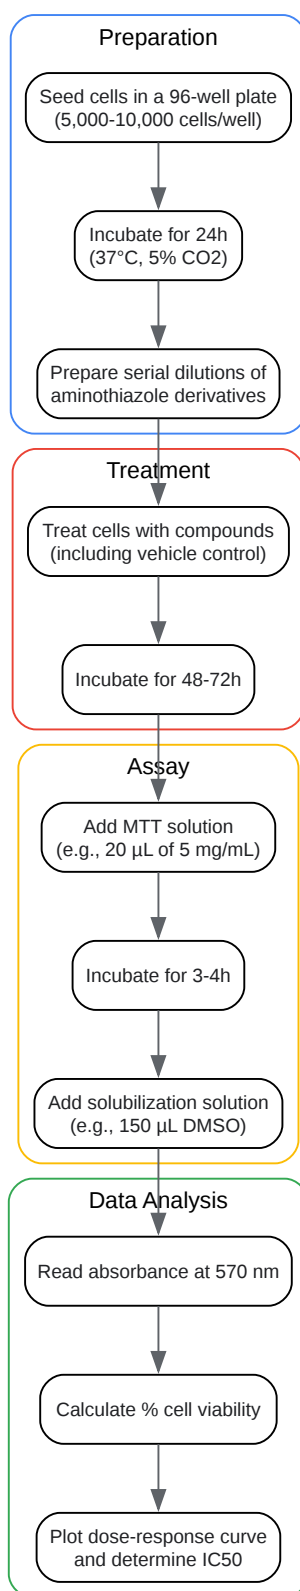 Preparation
Seed cells in a 96-well plate
(5,000-10,000 cells/well)
Incubate for 24h
(37°C, 5% CO2)
Prepare serial dilutions of
aminothiazole derivatives
Treatment
Treat cells with compounds
(including vehicle control)
Incubate for 48-72h
Assay
Add MTT solution
(e.g., 20 µL of 5 mg/mL)
Incubate for 3-4h
Add solubilization solution
(e.g., 150 µL DMSO)
Data Analysis
Read absorbance at 570 nm
Calculate % cell viability
Plot dose-response curve
and determine IC50